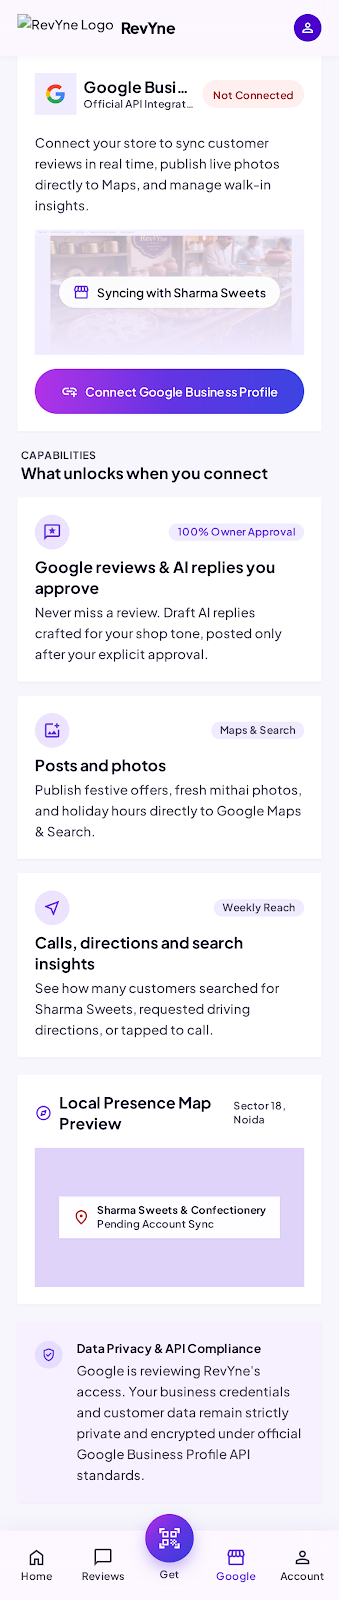 RevYne Logo RevYne
Google Busi...
Official API Integrat...
Not Connected
Connect your store to sync customer
reviews in real time, publish live photos
directly to Maps, and manage walk-in
insights.
RevYne
Syncing with Sharma Sweets
Connect Google Business Profile
CAPABILITIES
What unlocks when you connect
100% Owner Approval
Google reviews & AI replies you
approve
Never miss a review. Draft AI replies
crafted for your shop tone, posted only
after your explicit approval.
Maps & Search
Posts and photos
Publish festive offers, fresh mithai photos,
and holiday hours directly to Google Maps
& Search.
Weekly Reach
Calls, directions and search
insights
See how many customers searched for
Sharma Sweets, requested driving
directions, or tapped to call.
Local Presence Map
Preview
Sector 18,
Noida
Sharma Sweets & Confectionery
Pending Account Sync
Data Privacy & API Compliance
Google is reviewing RevYne's
access. Your business credentials
and customer data remain strictly
private and encrypted under official
Google Business Profile API
standards.
Home
Reviews
Get
Google
Account